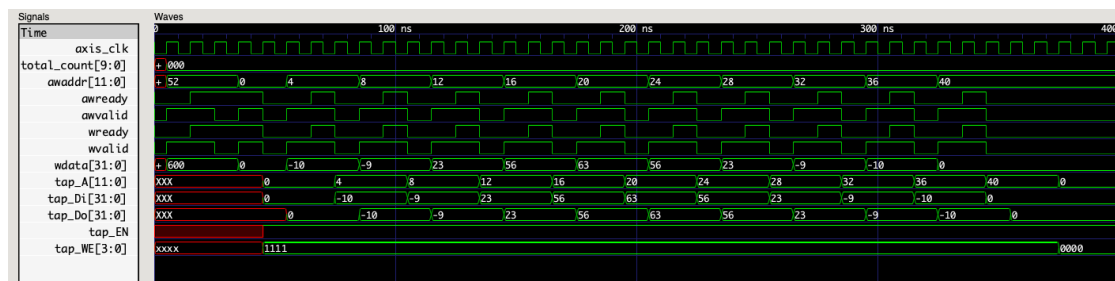 Signals Waves
Time 0 100 ns 200 ns 300 ns 400
axis_clk
total_count[9:0] + 000
awaddr[11:0] + 52 0 4 8 12 16 20 24 28 32 36 40
awready
awvalid
wready
wvalid
wdata[31:0] + 600 0 -10 -9 23 56 63 56 23 -9 -10 0
tap_A[11:0] XXX 0 4 8 12 16 20 24 28 32 36 40 0
tap_Di[31:0] XXX 0 -10 -9 23 56 63 56 23 -9 -10 0
tap_Do[31:0] XXX 0 -10 -9 23 56 63 56 23 -9 -10 0
tap_EN
tap_WE[3:0] xxxx 1111 0000